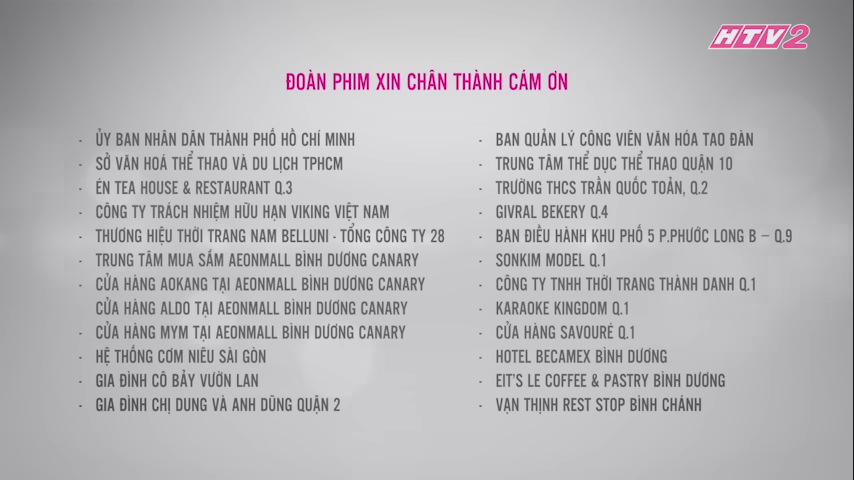 HTV2
ĐOÀN PHIM XIN CHÂN THÀNH CÁM ƠN
- ỦY BAN NHÂN DÂN THÀNH PHỐ HỒ CHÍ MINH
- SỞ VĂN HOÁ THỂ THAO VÀ DU LỊCH TPHCM
- ÉN TEA HOUSE & RESTAURANT Q.3
- CÔNG TY TRÁCH NHIỆM HỮU HẠN VIKING VIỆT NAM
- THƯƠNG HIỆU THỜI TRANG NAM BELLUNI - TỔNG CÔNG TY 28
- TRUNG TÂM MUA SẮM AEONMALL BÌNH DƯƠNG CANARY
- CỬA HÀNG AOKANG TẠI AEONMALL BÌNH DƯƠNG CANARY
CỬA HÀNG ALDO TẠI AEONMALL BÌNH DƯƠNG CANARY
- CỬA HÀNG MYM TẠI AEONMALL BÌNH DƯƠNG CANARY
- HỆ THỐNG CƠM NIÊU SÀI GÒN
- GIA ĐÌNH CÔ BẢY VƯỜN LAN
- GIA ĐÌNH CHỊ DUNG VÀ ANH DŨNG QUẬN 2
- BAN QUẢN LÝ CÔNG VIÊN VĂN HÓA TAO ĐÀN
- TRUNG TÂM THỂ DỤC THỂ THAO QUẬN 10
- TRƯỜNG THCS TRẦN QUỐC TOẢN, Q.2
- GIVRAL BEKERY Q.4
- BAN ĐIỀU HÀNH KHU PHỐ 5 P.PHƯỚC LONG B – Q.9
- SONKIM MODEL Q.1
- CÔNG TY TNHH THỜI TRANG THÀNH DANH Q.1
- KARAOKE KINGDOM Q.1
- CỬA HÀNG SAVOURÉ Q.1
- HOTEL BECAMEX BÌNH DƯƠNG
- EIT'S LE COFFEE & PASTRY BÌNH DƯƠNG
- VẠN THỊNH REST STOP BÌNH CHÁNH